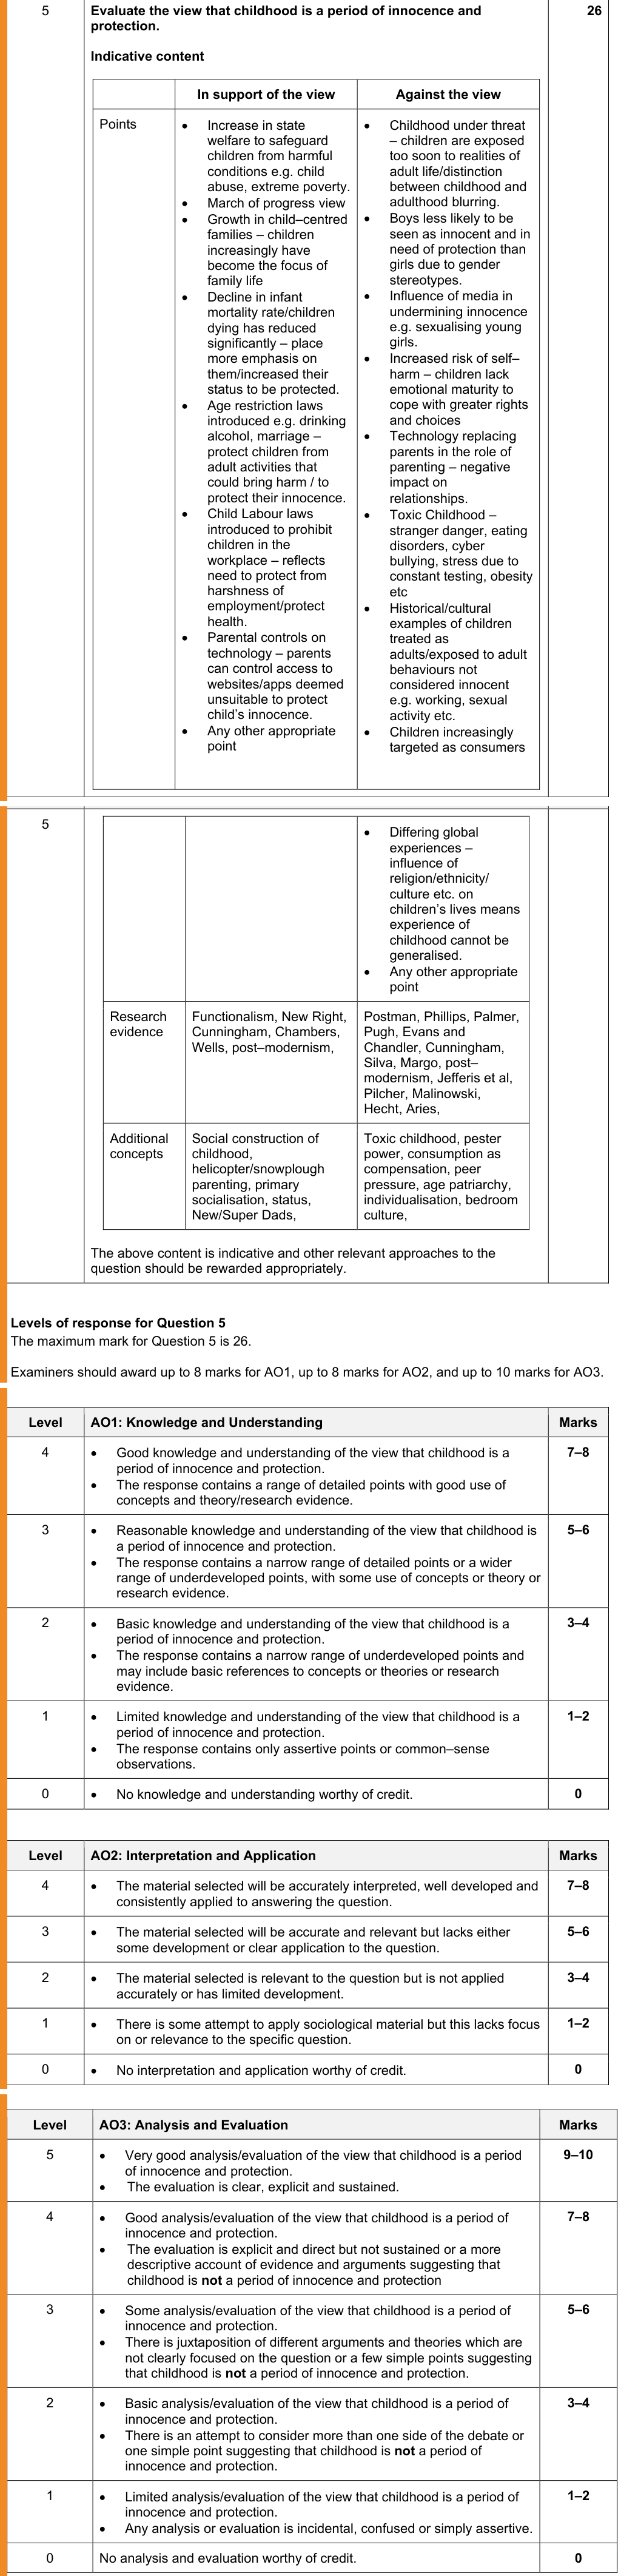 5
Evaluate the view that childhood is a period of innocence and
protection.
26
Indicative content
In support of the view
Against the view
Points
• Increase in state
welfare to safeguard
children from harmful
conditions e.g. child
abuse, extreme poverty.
• March of progress view
• Growth in child–centred
families – children
increasingly have
become the focus of
family life
• Decline in infant
mortality rate/children
dying has reduced
significantly – place
more emphasis on
them/increased their
status to be protected.
• Age restriction laws
introduced e.g. drinking
alcohol, marriage –
protect children from
adult activities that
could bring harm / to
protect their innocence.
• Child Labour laws
introduced to prohibit
children in the
workplace – reflects
need to protect from
harshness of
employment/protect
health.
• Parental controls on
technology – parents
can control access to
websites/apps deemed
unsuitable to protect
child's innocence.
• Any other appropriate
point
• Childhood under threat
– children are exposed
too soon to realities of
adult life/distinction
between childhood and
adulthood blurring.
• Boys less likely to be
seen as innocent and in
need of protection than
girls due to gender
stereotypes.
• Influence of media in
undermining innocence
e.g. sexualising young
girls.
• Increased risk of self–
harm – children lack
emotional maturity to
cope with greater rights
and choices
• Technology replacing
parents in the role of
parenting – negative
impact on
relationships.
• Toxic Childhood –
stranger danger, eating
disorders, cyber
bullying, stress due to
constant testing, obesity
etc
• Historical/cultural
examples of children
treated as
adults/exposed to adult
behaviours not
considered innocent
e.g. working, sexual
activity etc.
• Children increasingly
targeted as consumers
5
• Differing global
experiences –
influence of
religion/ethnicity/
culture etc. on
children's lives means
experience of
childhood cannot be
generalised.
• Any other appropriate
point
Research
evidence
Functionalism, New Right,
Cunningham, Chambers,
Wells, post–modernism,
Postman, Phillips, Palmer,
Pugh, Evans and
Chandler, Cunningham,
Silva, Margo, post–
modernism, Jefferis et al,
Pilcher, Malinowski,
Hecht, Aries,
Additional
concepts
Social construction of
childhood,
helicopter/snowplough
parenting, primary
socialisation, status,
New/Super Dads,
Toxic childhood, pester
power, consumption as
compensation, peer
pressure, age patriarchy,
individualisation, bedroom
culture,
The above content is indicative and other relevant approaches to the
question should be rewarded appropriately.
Levels of response for Question 5
The maximum mark for Question 5 is 26.
Examiners should award up to 8 marks for AO1, up to 8 marks for AO2, and up to 10 marks for AO3.
Level
AO1: Knowledge and Understanding
Marks
4
• Good knowledge and understanding of the view that childhood is a
period of innocence and protection.
• The response contains a range of detailed points with good use of
concepts and theory/research evidence.
7–8
3
• Reasonable knowledge and understanding of the view that childhood is
a period of innocence and protection.
• The response contains a narrow range of detailed points or a wider
range of underdeveloped points, with some use of concepts or theory or
research evidence.
5–6
2
• Basic knowledge and understanding of the view that childhood is a
period of innocence and protection.
• The response contains a narrow range of underdeveloped points and
may include basic references to concepts or theories or research
evidence.
3–4
1
• Limited knowledge and understanding of the view that childhood is a
period of innocence and protection.
• The response contains only assertive points or common–sense
observations.
1–2
0
• No knowledge and understanding worthy of credit.
0
Level
AO2: Interpretation and Application
Marks
4
• The material selected will be accurately interpreted, well developed and
consistently applied to answering the question.
7–8
3
• The material selected will be accurate and relevant but lacks either
some development or clear application to the question.
5–6
2
• The material selected is relevant to the question but is not applied
accurately or has limited development.
3–4
1
• There is some attempt to apply sociological material but this lacks focus
on or relevance to the specific question.
1–2
0
• No interpretation and application worthy of credit.
0
Level
AO3: Analysis and Evaluation
Marks
5
• Very good analysis/evaluation of the view that childhood is a period
of innocence and protection.
• The evaluation is clear, explicit and sustained.
9–10
4
• Good analysis/evaluation of the view that childhood is a period of
innocence and protection.
• The evaluation is explicit and direct but not sustained or a more
descriptive account of evidence and arguments suggesting that
childhood is not a period of innocence and protection
7–8
3
• Some analysis/evaluation of the view that childhood is a period of
innocence and protection.
• There is juxtaposition of different arguments and theories which are
not clearly focused on the question or a few simple points suggesting
that childhood is not a period of innocence and protection.
5–6
2
• Basic analysis/evaluation of the view that childhood is a period of
innocence and protection.
• There is an attempt to consider more than one side of the debate or
one simple point suggesting that childhood is not a period of
innocence and protection.
3–4
1
• Limited analysis/evaluation of the view that childhood is a period of
innocence and protection.
• Any analysis or evaluation is incidental, confused or simply assertive.
1–2
0
No analysis and evaluation worthy of credit.
0